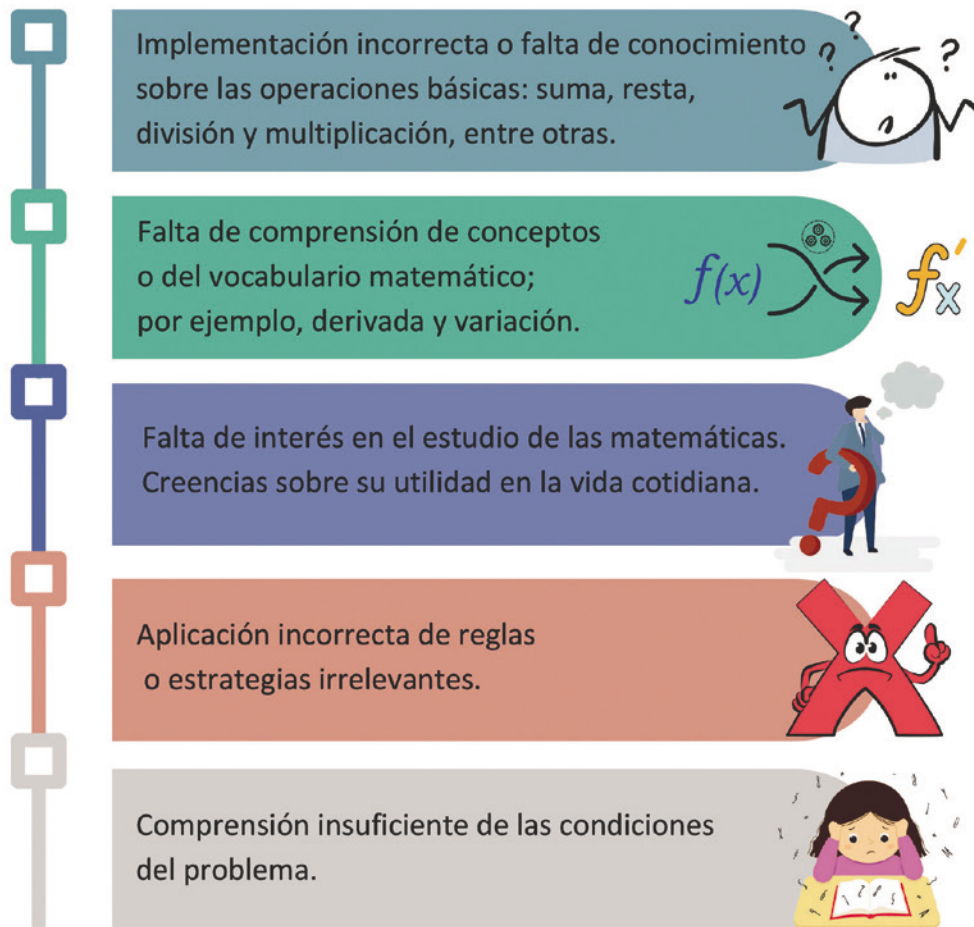 Implementación incorrecta o falta de conocimiento
sobre las operaciones básicas: suma, resta,
división y multiplicación, entre otras.
? ? ?
Falta de comprensión de conceptos
o del vocabulario matemático;
por ejemplo, derivada y variación.
f(x)
f'x
Falta de interés en el estudio de las matemáticas.
Creencias sobre su utilidad en la vida cotidiana.
Aplicación incorrecta de reglas
o estrategias irrelevantes.
Comprensión insuficiente de las condiciones
del problema.